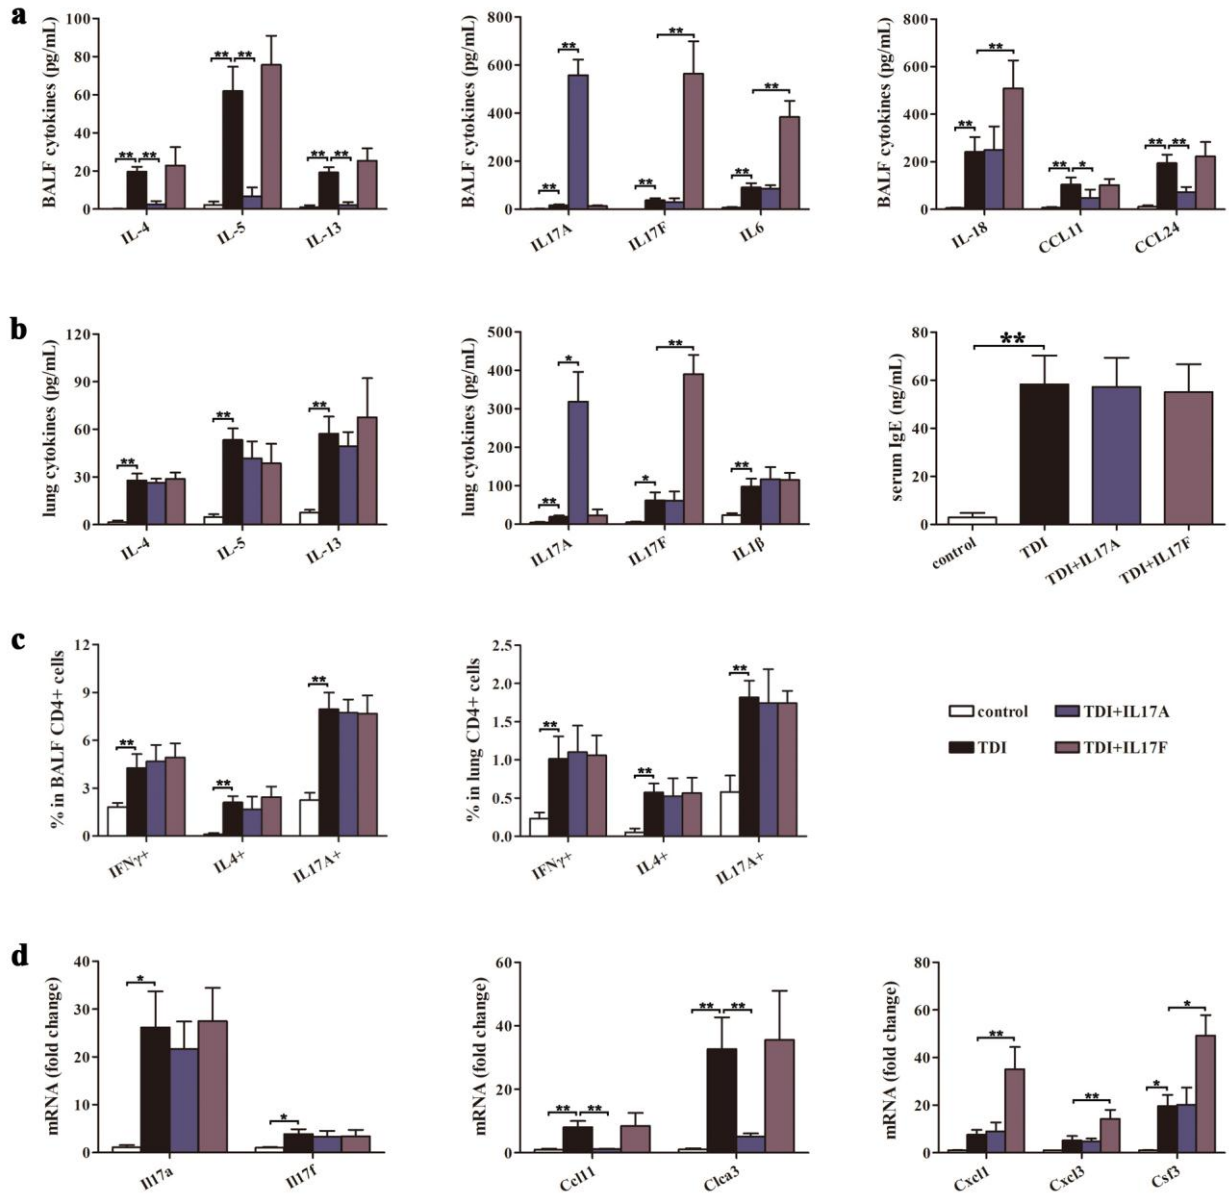 a
BALF cytokines (pg/mL)
100
80
60
40
20
0
** ** ** ** ** **
IL-4 IL-5 IL-13
BALF cytokines (pg/mL)
800
600
400
200
0
** ** ** ** ** **
IL17A IL17F IL6
BALF cytokines (pg/mL)
800
600
400
200
0
** ** ** * ** **
IL-18 CCL11 CCL24
b
lung cytokines (pg/mL)
120
90
60
30
0
** ** **
IL-4 IL-5 IL-13
lung cytokines (pg/mL)
500
400
300
200
100
0
** * * ** **
IL17A IL17F IL1β
serum IgE (ng/mL)
80
60
40
20
0
**
control TDI TDI+IL17A TDI+IL17F
c
% in BALF CD4+ cells
12
9
6
3
0
** ** **
IFNγ+ IL4+ IL17A+
% in lung CD4+ cells
2.5
2.0
1.5
1.0
0.5
0.0
** ** **
IFNγ+ IL4+ IL17A+
control TDI+IL17A
TDI TDI+IL17F
d
mRNA (fold change)
40
30
20
10
0
* *
Il17a Il17f
mRNA (fold change)
60
40
20
0
** ** ** **
Ccl11 Clca3
mRNA (fold change)
80
60
40
20
0
** ** * *
Cxcl1 Cxcl3 Csf3